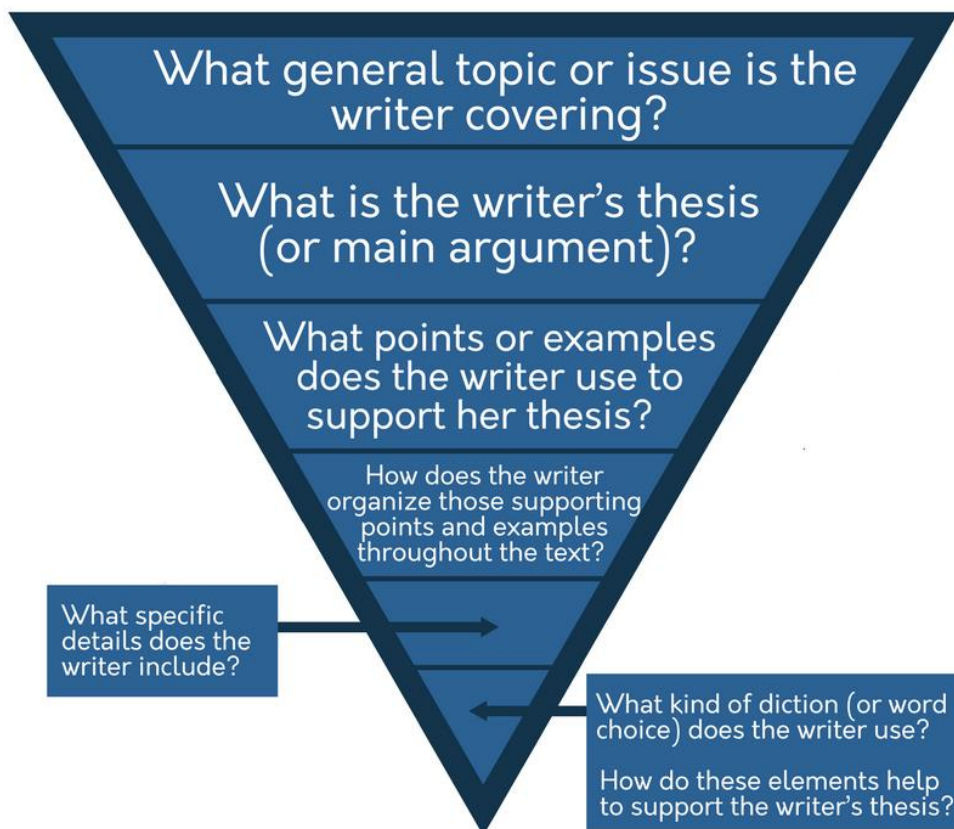 What general topic or issue is the
writer covering?
What is the writer's thesis
(or main argument)?
What points or examples
does the writer use to
support her thesis?
How does the writer
organize those supporting
points and examples
throughout the text?
What specific
details does the
writer include?
What kind of diction (or word
choice) does the writer use?
How do these elements help
to support the writer's thesis?